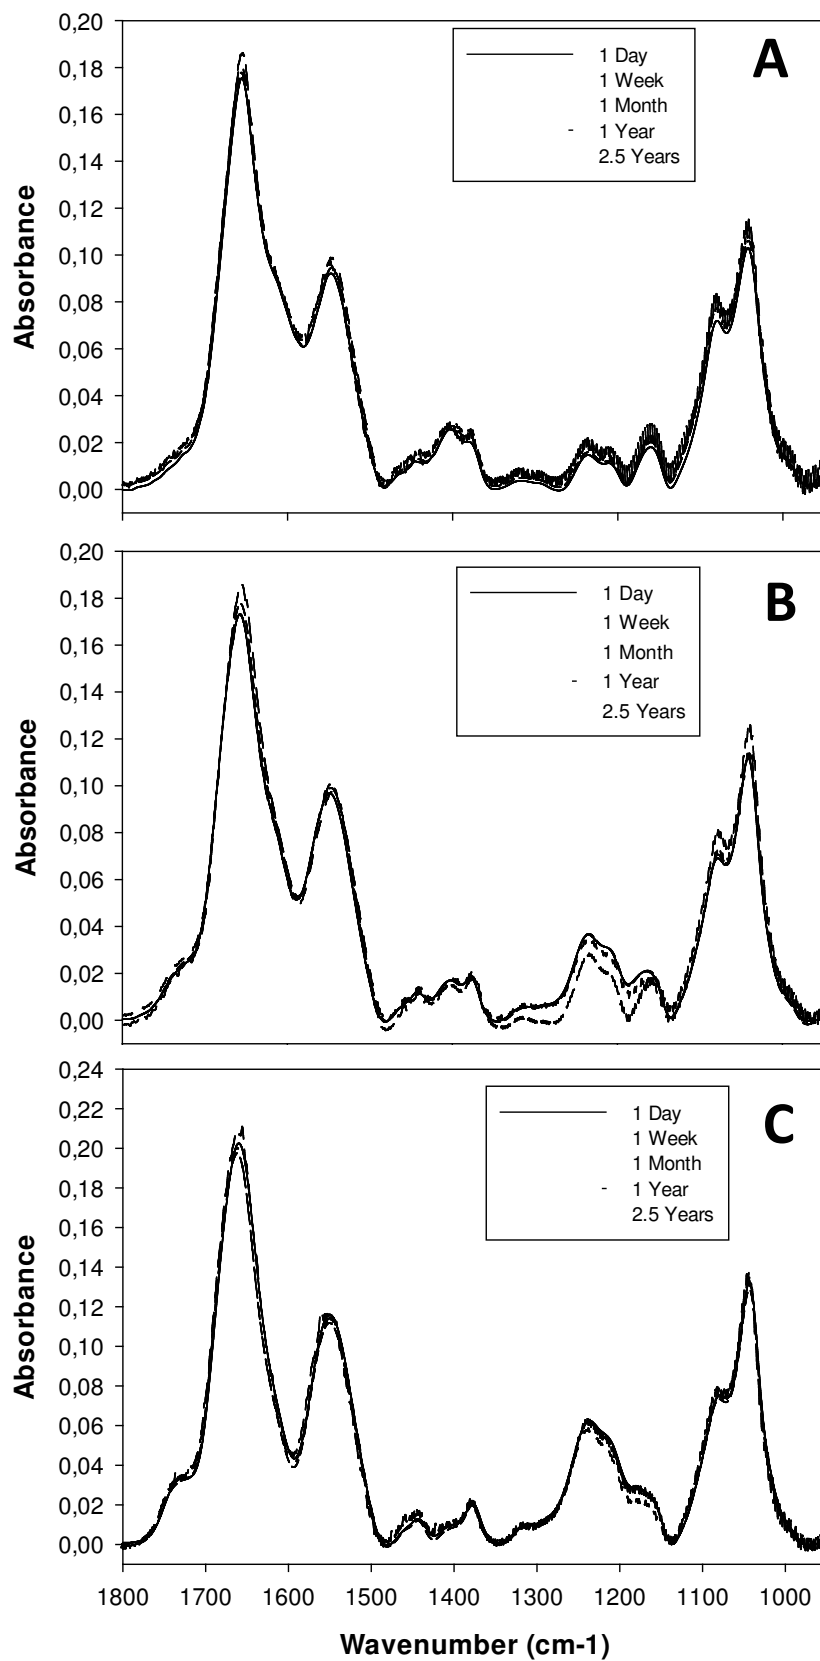 0,20
A
1 Day
0,18
1 Week
1 Month
0,16
- 1 Year
2.5 Years
0,14
0,12
Absorbance
0,10
0,08
0,06
0,04
0,02
0,00
1800 1600 1400 1200 1000
0,20
B
1 Day
0,18
1 Week
0,16
1 Month
- 1 Year
0,14
2.5 Years
0,12
Absorbance
0,10
0,08
0,06
0,04
0,02
0,00
0,24
C
0,22
1 Day
1 Week
0,20
1 Month
- 1 Year
0,18
2.5 Years
0,16
0,14
Absorbance
0,12
0,10
0,08
0,06
0,04
0,02
0,00
1800 1700 1600 1500 1400 1300 1200 1100 1000
Wavenumber (cm-1)